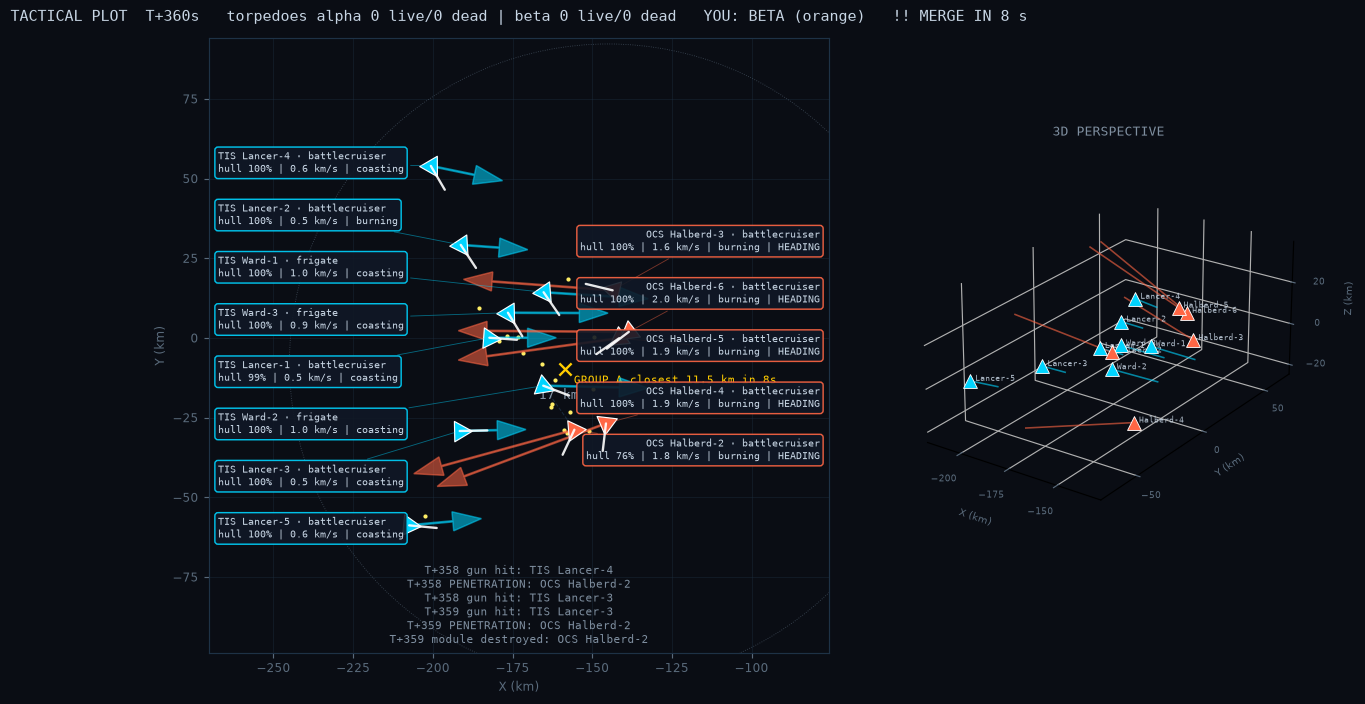 TACTICAL PLOT  T+360s   torpedoes alpha 0 live/0 dead | beta 0 live/0 dead   YOU: BETA (orange)   !! MERGE IN 8 s
TIS Lancer-4 · battlecruiser
hull 100% | 0.6 km/s | coasting
TIS Lancer-2 · battlecruiser
hull 100% | 0.5 km/s | burning
TIS Ward-1 · frigate
hull 100% | 1.0 km/s | coasting
TIS Ward-3 · frigate
hull 100% | 0.9 km/s | coasting
TIS Lancer-1 · battlecruiser
hull 99% | 0.5 km/s | coasting
TIS Ward-2 · frigate
hull 100% | 1.0 km/s | coasting
TIS Lancer-3 · battlecruiser
hull 100% | 0.5 km/s | coasting
TIS Lancer-5 · battlecruiser
hull 100% | 0.6 km/s | coasting
OCS Halberd-3 · battlecruiser
hull 100% | 1.6 km/s | burning | HEADING
OCS Halberd-6 · battlecruiser
hull 100% | 2.0 km/s | burning | HEADING
OCS Halberd-5 · battlecruiser
hull 100% | 1.9 km/s | burning | HEADING
GROUP A closest 11.5 km in 8s
OCS Halberd-4 · battlecruiser
hull 100% | 1.9 km/s | burning | HEADING
OCS Halberd-2 · battlecruiser
hull 76% | 1.8 km/s | burning | HEADING
T+358 gun hit: TIS Lancer-4
T+358 PENETRATION: OCS Halberd-2
T+358 gun hit: TIS Lancer-3
T+359 gun hit: TIS Lancer-3
T+359 PENETRATION: OCS Halberd-2
T+359 module destroyed: OCS Halberd-2
75
50
25
0
−25
−50
−75
Y (km)
−250
−225
−200
−175
−150
−125
−100
X (km)
3D PERSPECTIVE
Lancer-4
Halberd-5
Halberd-6
Lancer-2
Halberd-3
Ward-1
Lancer-3
Ward-2
Lancer-5
Halberd-4
20
0
−20
Z (km)
50
0
−50
Y (km)
−200
−175
−150
X (km)